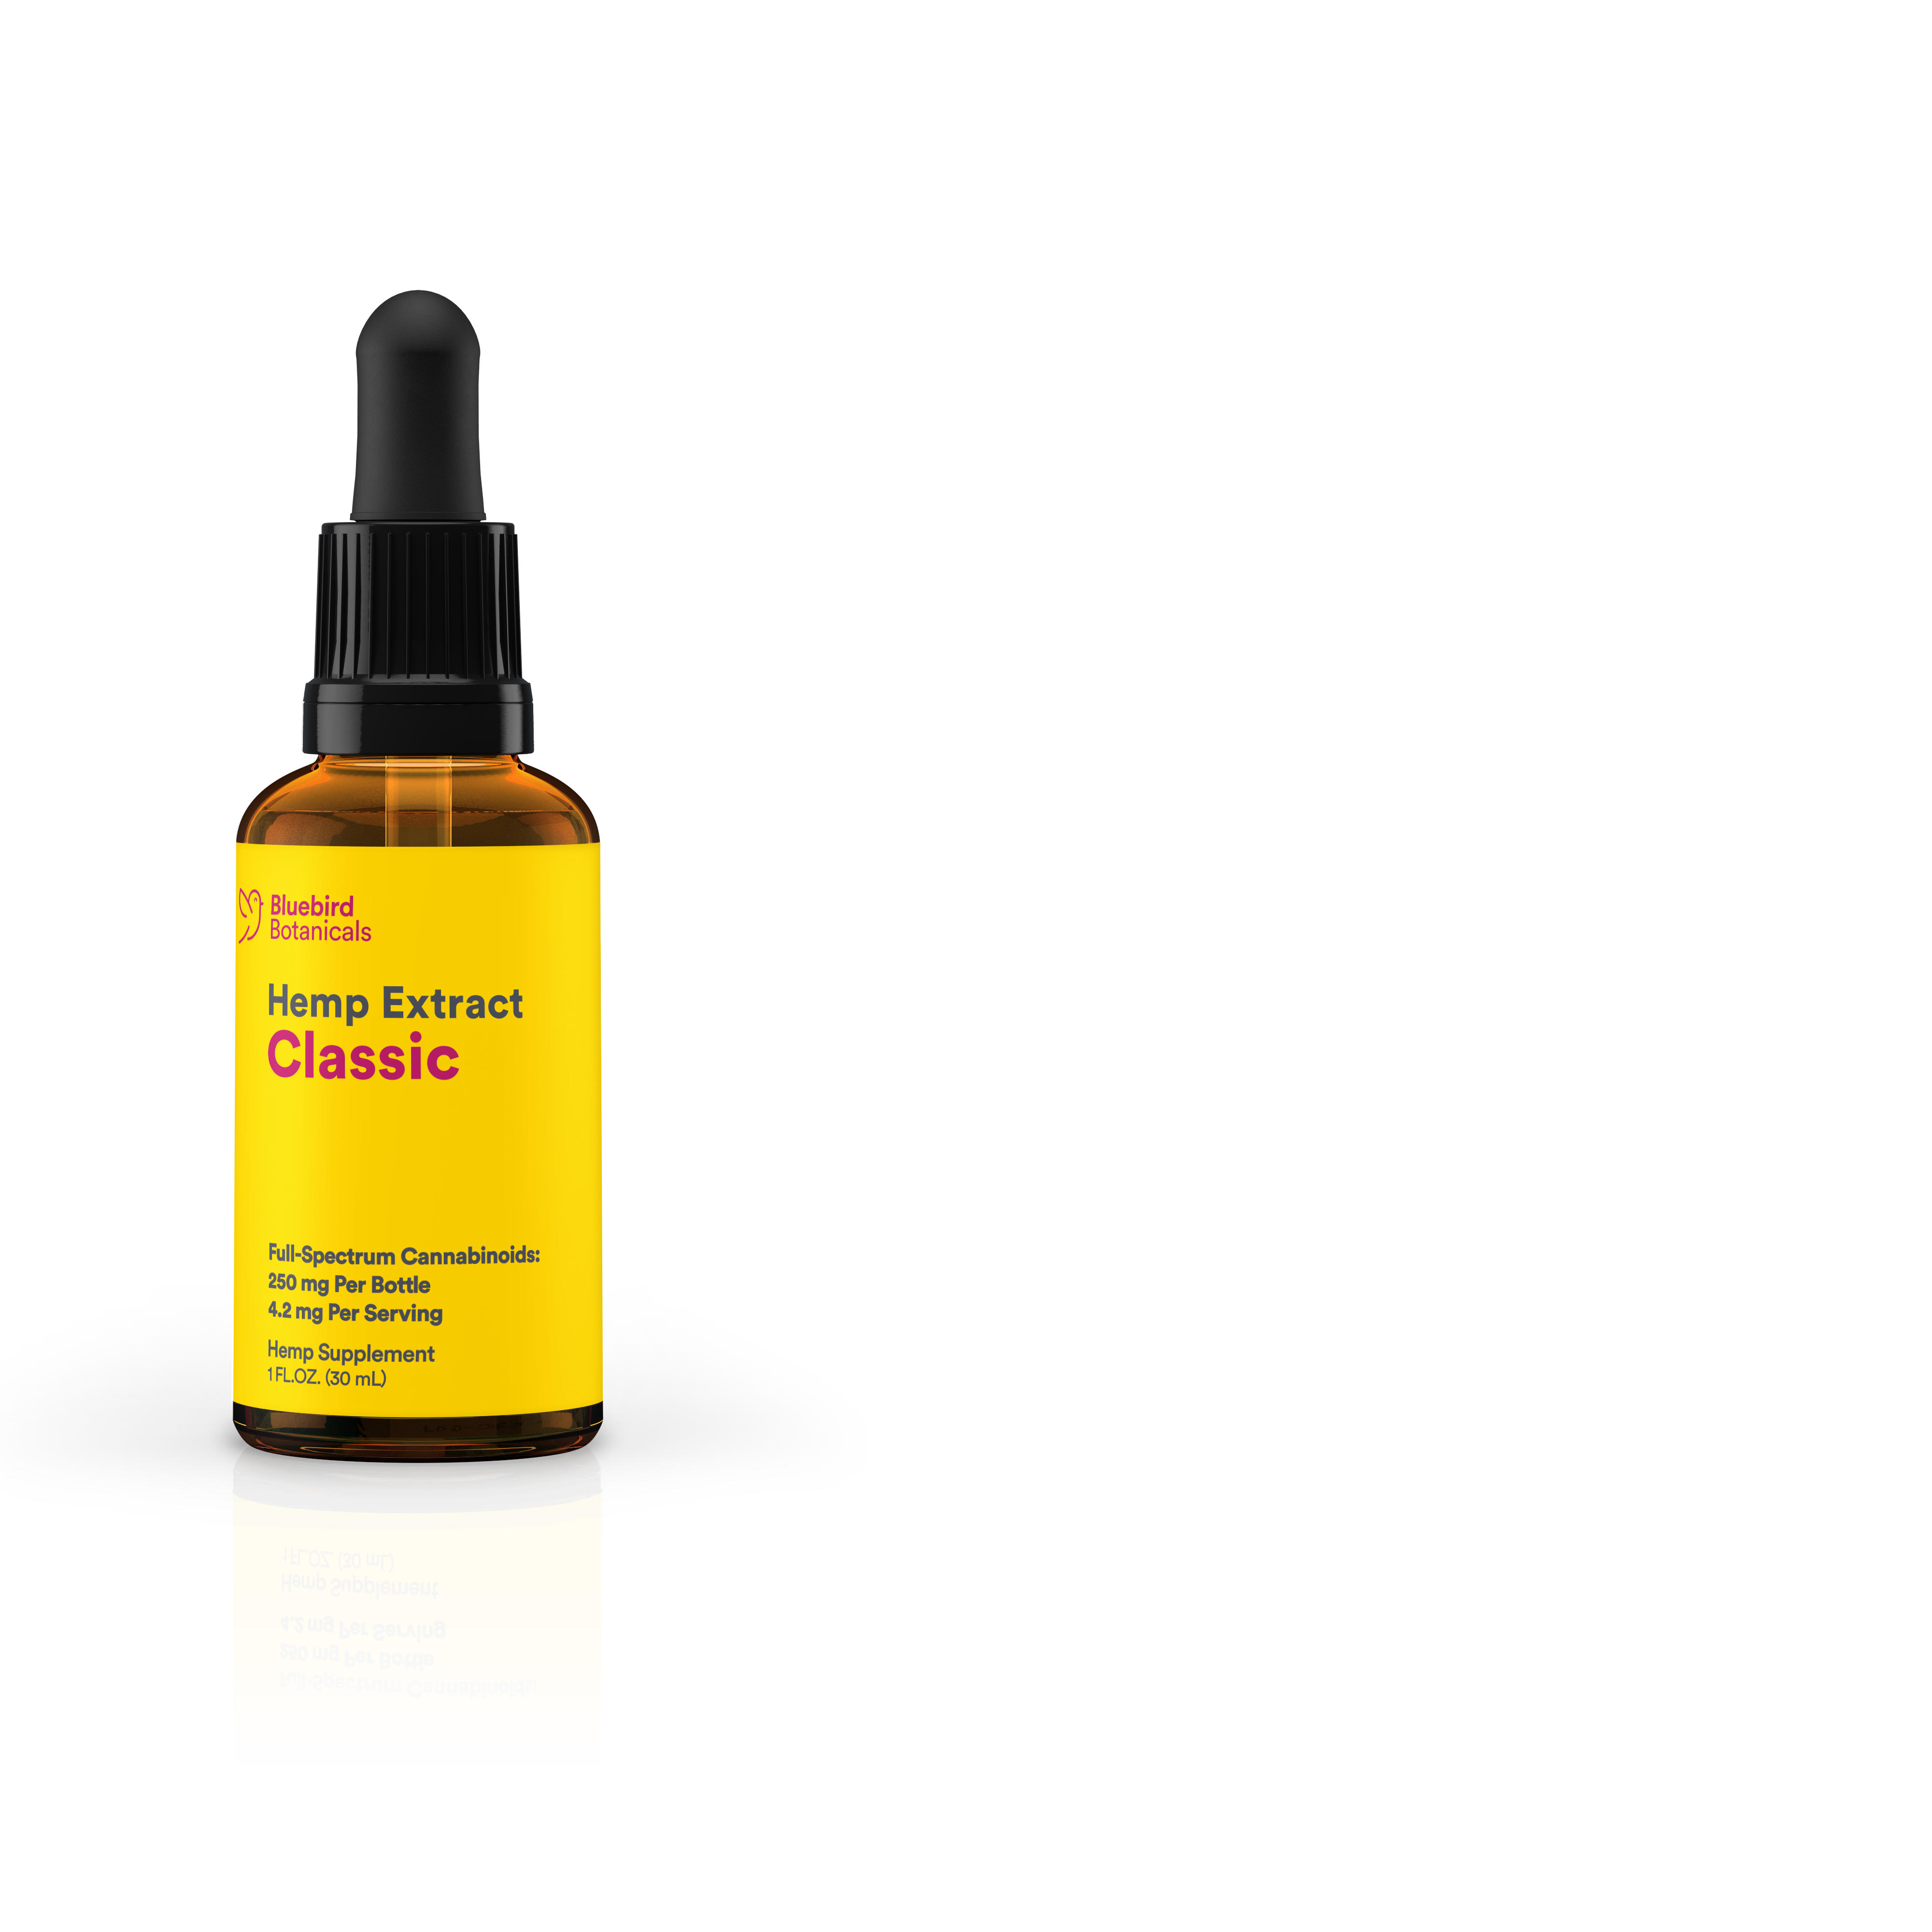 Bluebird
Botanicals
Hemp Extract
Classic
Full-Spectrum Cannabinoids:
250 mg Per Bottle
4.2 mg Per Serving
Hemp Supplement
1 FL.OZ. (30 mL)